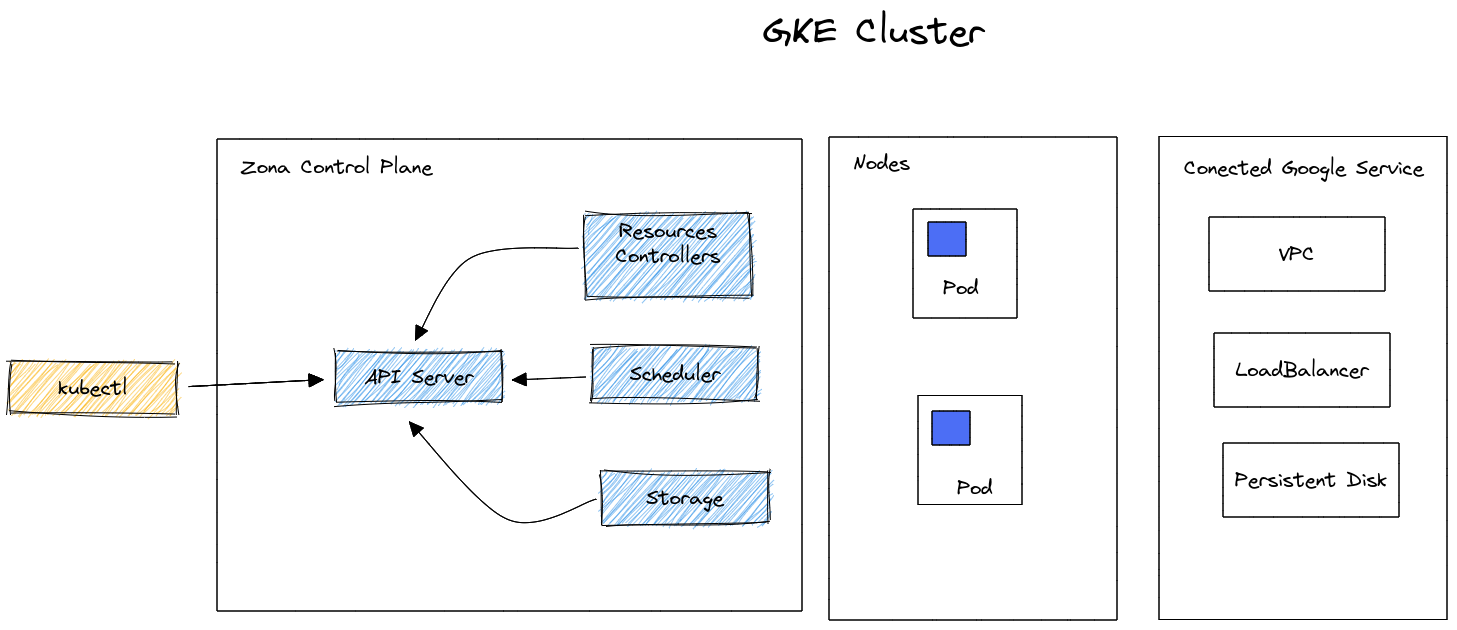 GKE Cluster
Zona Control Plane
Resources
Controllers
kubectl
API Server
Scheduler
Storage
Nodes
Pod
Pod
Conected Google Service
VPC
LoadBalancer
Persistent Disk